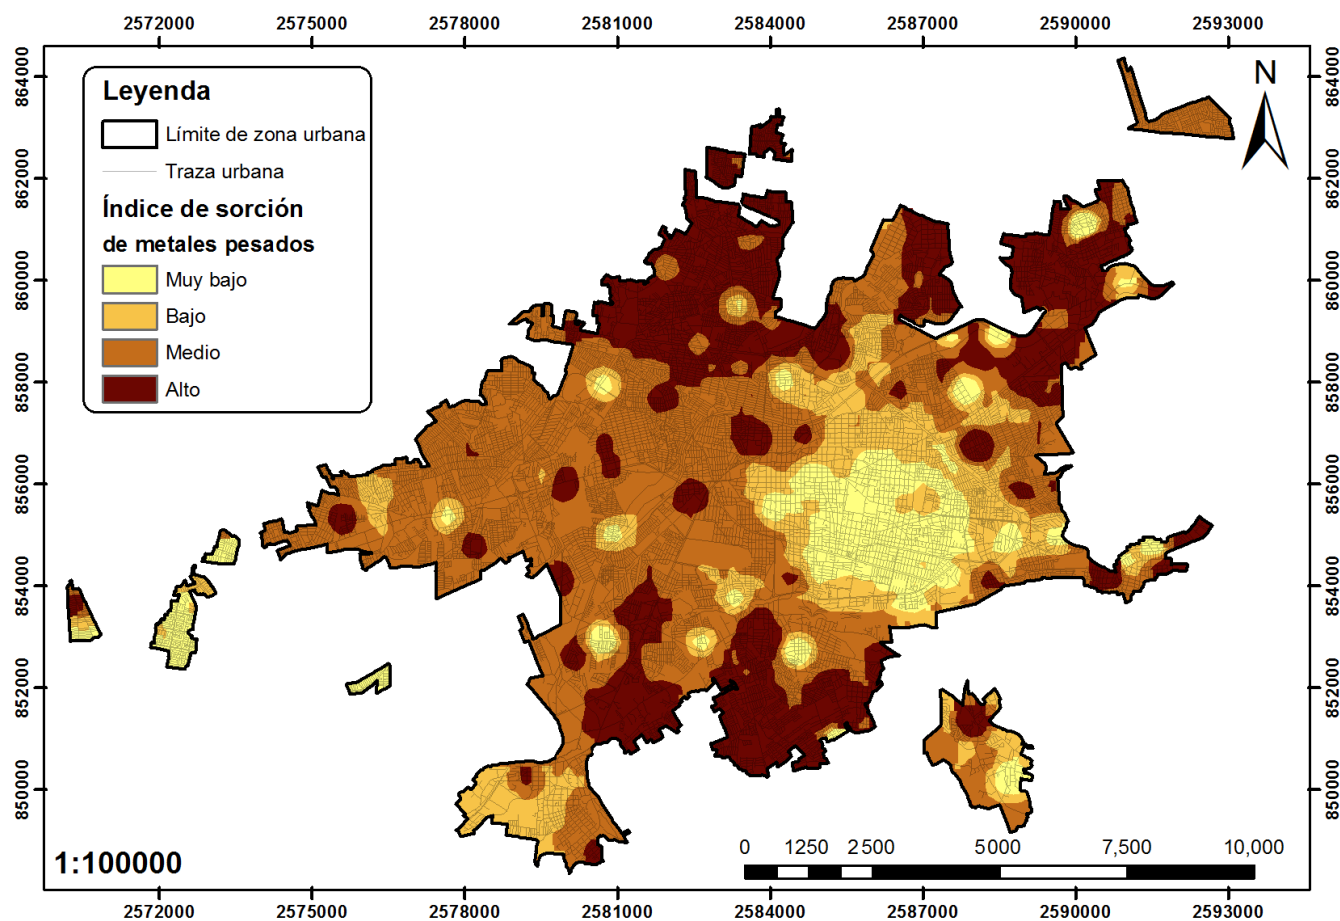 2572000 2575000 2578000 2581000 2584000 2587000 2590000 2593000
864000 864000
862000 862000
860000 860000
858000 858000
856000 856000
854000 854000
852000 852000
850000 850000
N
Leyenda
Límite de zona urbana
Traza urbana
Índice de sorción
de metales pesados
Muy bajo
Bajo
Medio
Alto
1:100000
0 1250 2500 5000 7,500 10,000
2572000 2575000 2578000 2581000 2584000 2587000 2590000 2593000